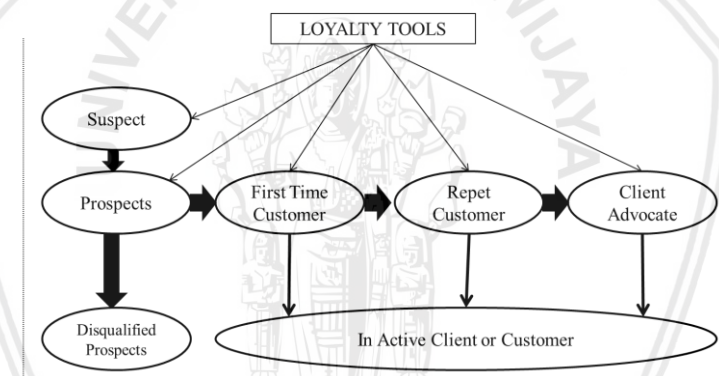 LOYALTY TOOLS
Suspect
Prospects
First Time
Customer
Repet
Customer
Client
Advocate
Disqualified
Prospects
In Active Client or Customer